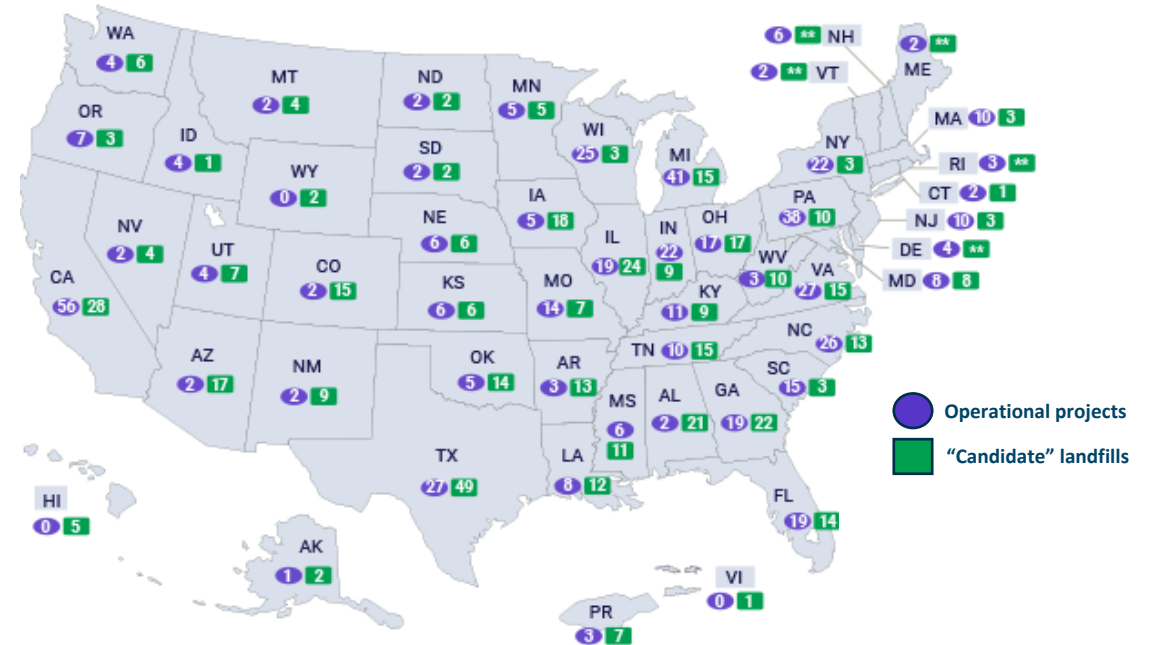 WA
4 6
OR
7 3
ID
4 1
MT
2 4
ND
2 2
MN
5 5
WI
25 3
MI
41 15
6 ** NH
2 ** VT
2 **
ME
MA 10 3
NY
22 3
RI 3 **
CT 2 1
NJ 10 3
DE 4 **
MD 8 8
PA
38 10
WY
0 2
SD
2 2
IA
5 18
NE
6 6
NV
2 4
UT
4 7
CO
2 15
CA
56 28
KS
6 6
MO
14 7
IL
19 24
IN
22
9
OH
17 17
WV
3 10
VA
27 15
KY
11 9
TN 10 15
NC
26 13
SC
15 3
AZ
2 17
NM
2 9
OK
5 14
AR
3 13
MS
6
11
AL
2 21
GA
19 22
TX
27 49
LA
8 12
FL
19 14
HI
0 5
AK
1 2
PR
3 7
VI
0 1
Operational projects
“Candidate” landfills